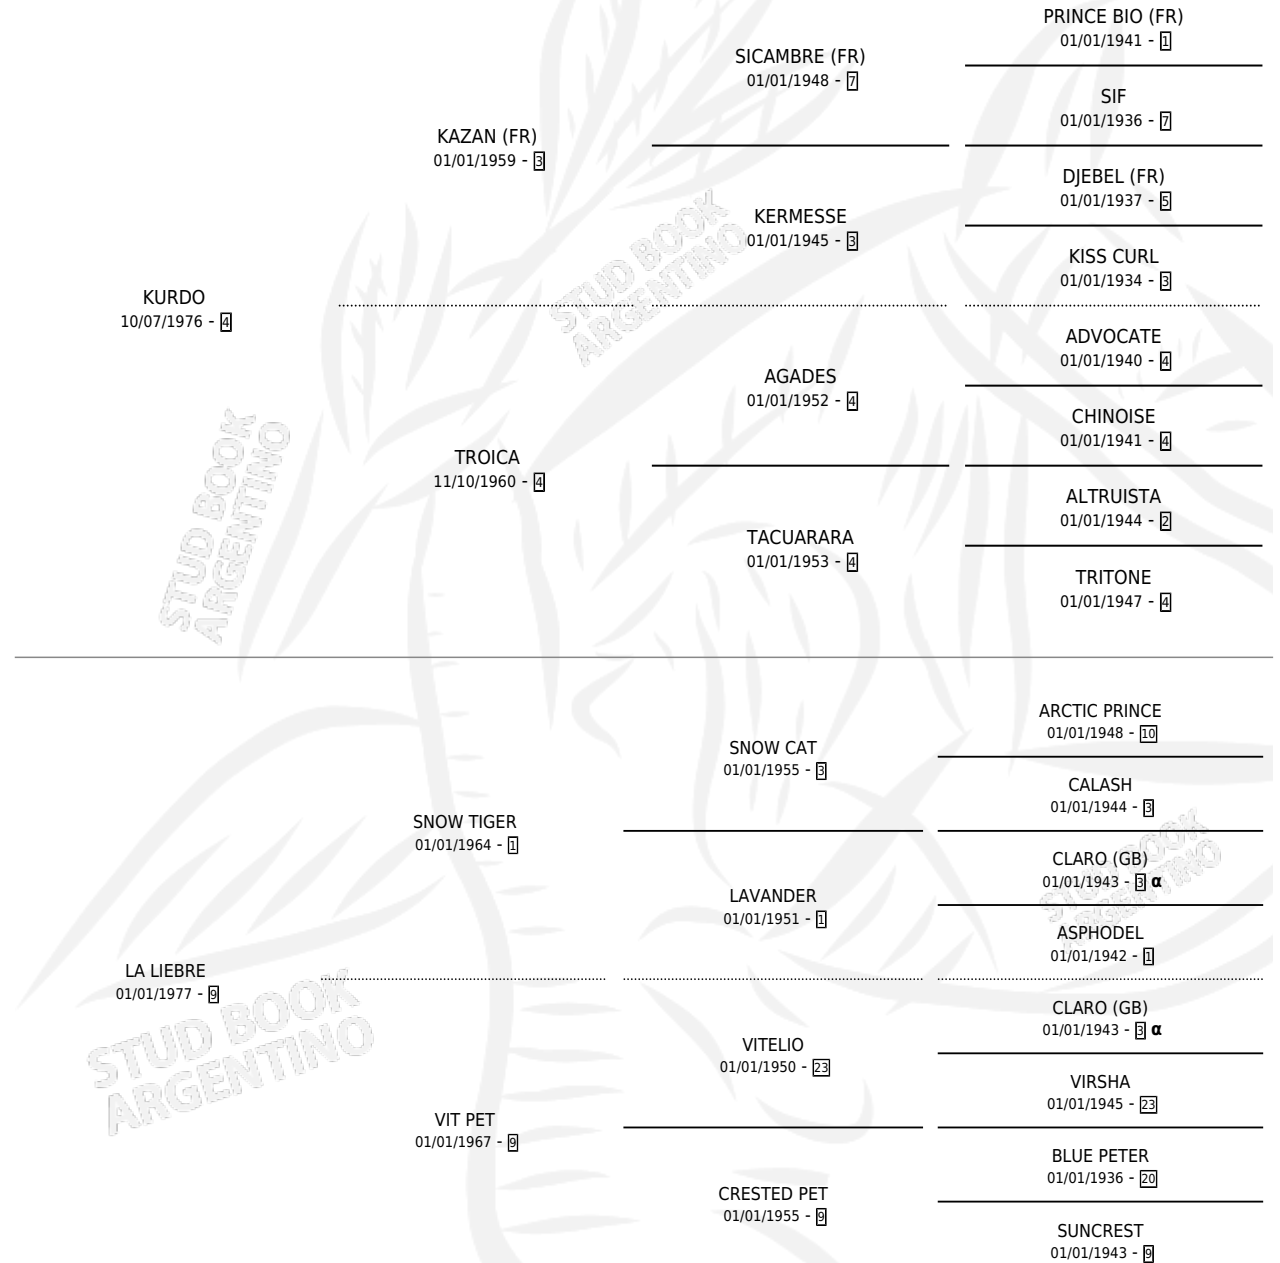 PRINCE BIO (FR)
01/01/1941 - 1
SICAMBRE (FR)
01/01/1948 - 7
SIF
01/01/1936 - 7
KAZAN (FR)
01/01/1959 - 3
DJEBEL (FR)
01/01/1937 - 5
KERMESSE
01/01/1945 - 3
KISS CURL
01/01/1934 - 3
KURDO
10/07/1976 - 4
ADVOCATE
01/01/1940 - 4
AGADES
01/01/1952 - 4
CHINOISE
01/01/1941 - 4
TROICA
11/10/1960 - 4
ALTRUISTA
01/01/1944 - 2
TACUARARA
01/01/1953 - 4
TRITONE
01/01/1947 - 4
STUD BOOK
ARGENTINO
STUD BOOK
ARGENTINO
ARCTIC PRINCE
01/01/1948 - 10
SNOW CAT
01/01/1955 - 3
CALASH
01/01/1944 - 3
SNOW TIGER
01/01/1964 - 1
CLARO (GB)
01/01/1943 - 3 α
LAVANDER
01/01/1951 - 1
ASPHODEL
01/01/1942 - 1
LA LIEBRE
01/01/1977 - 9
CLARO (GB)
01/01/1943 - 3 α
VITELIO
01/01/1950 - 23
VIRSHA
01/01/1945 - 23
VIT PET
01/01/1967 - 9
BLUE PETER
01/01/1936 - 20
CRESTED PET
01/01/1955 - 9
SUNCREST
01/01/1943 - 9
STUD BOOK
ARGENTINO
STUD BOOK
ARGENTINO